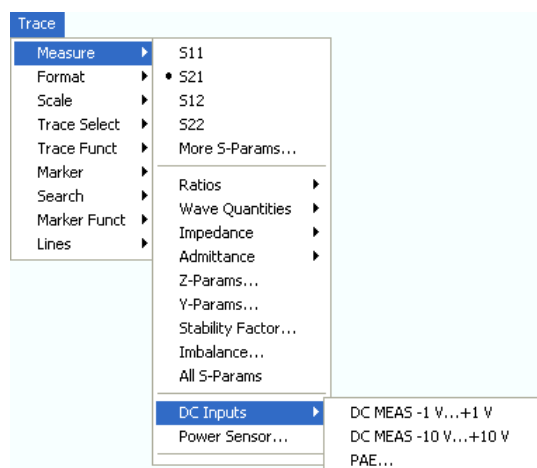 Trace
Measure
Format
Scale
Trace Select
Trace Funct
Marker
Search
Marker Funct
Lines
S11
• S21
S12
S22
More S-Params...
Ratios
Wave Quantities
Impedance
Admittance
Z-Params...
Y-Params...
Stability Factor...
Imbalance...
All S-Params
DC Inputs
Power Sensor...
DC MEAS -1 V...+1 V
DC MEAS -10 V...+10 V
PAE...